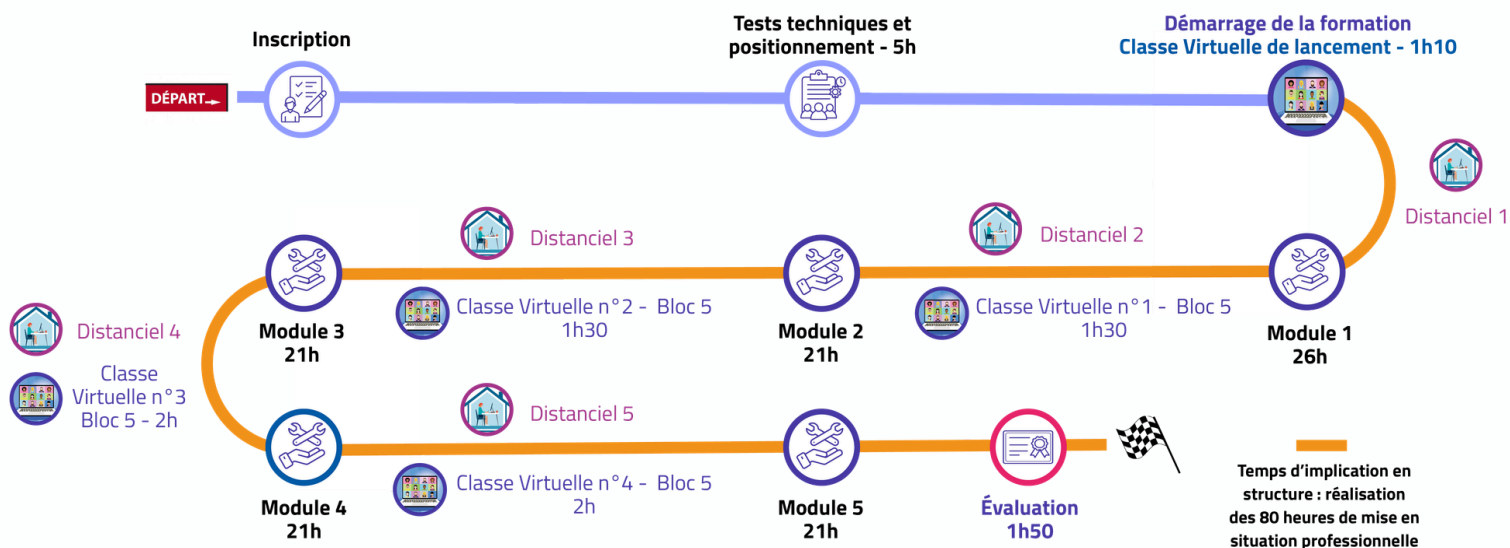 Inscription
Tests techniques et
positionnement - 5h
Démarrage de la formation
Classe Virtuelle de lancement - 1h10
DÉPART
Distanciel 1
Distanciel 3
Distanciel 2
Classe Virtuelle n°2 - Bloc 5
1h30
Classe Virtuelle n°1 - Bloc 5
1h30
Module 3
21h
Module 2
21h
Module 1
26h
Distanciel 4
Classe
Virtuelle n°3
Bloc 5 - 2h
Distanciel 5
Classe Virtuelle n°4 - Bloc 5
2h
Module 4
21h
Module 5
21h
Évaluation
1h50
Temps d’implication en
structure : réalisation
des 80 heures de mise en
situation professionnelle